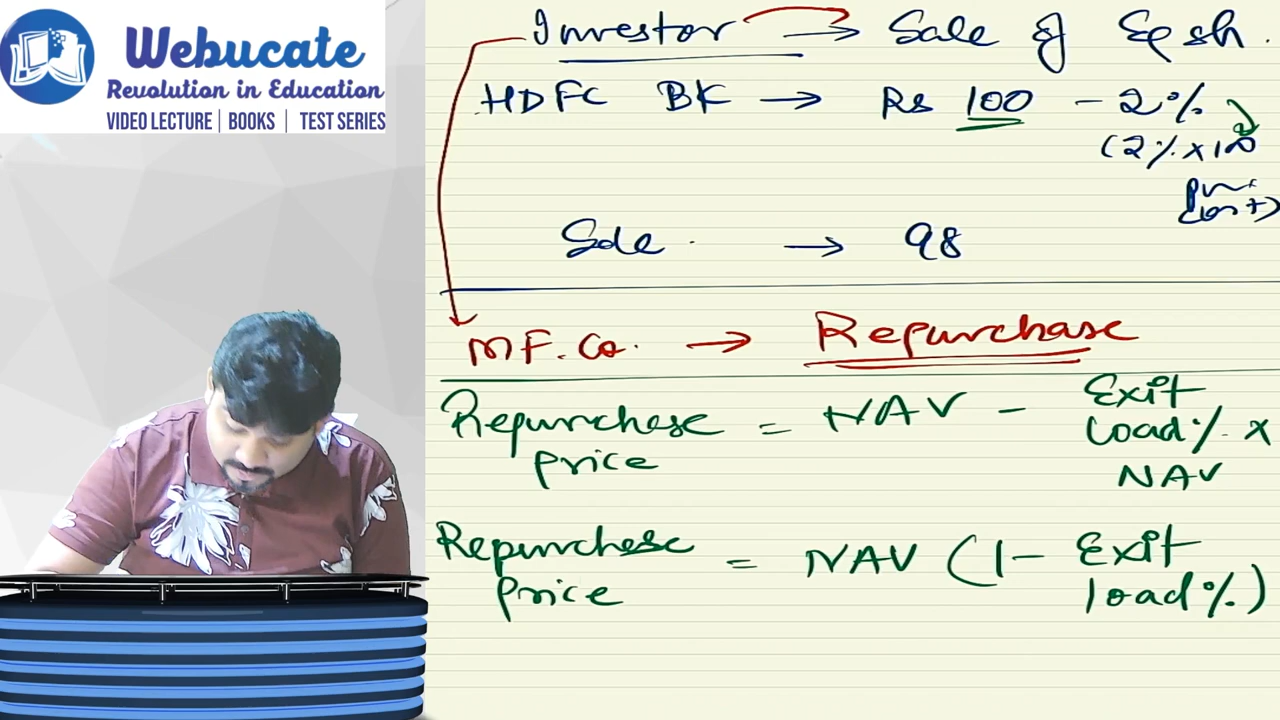 Webucate
Revolution in Education
VIDEO LECTURE | BOOKS | TEST SERIES
Investor → Sale of Eq sh.
HDFC BK → Rs 100 - 2%
(2% x 100
Sale → 98
MF. Co. → Repurchase
Repurchase price = NAV - Exit load% x NAV
Repurchase price = NAV (1 - Exit load%)